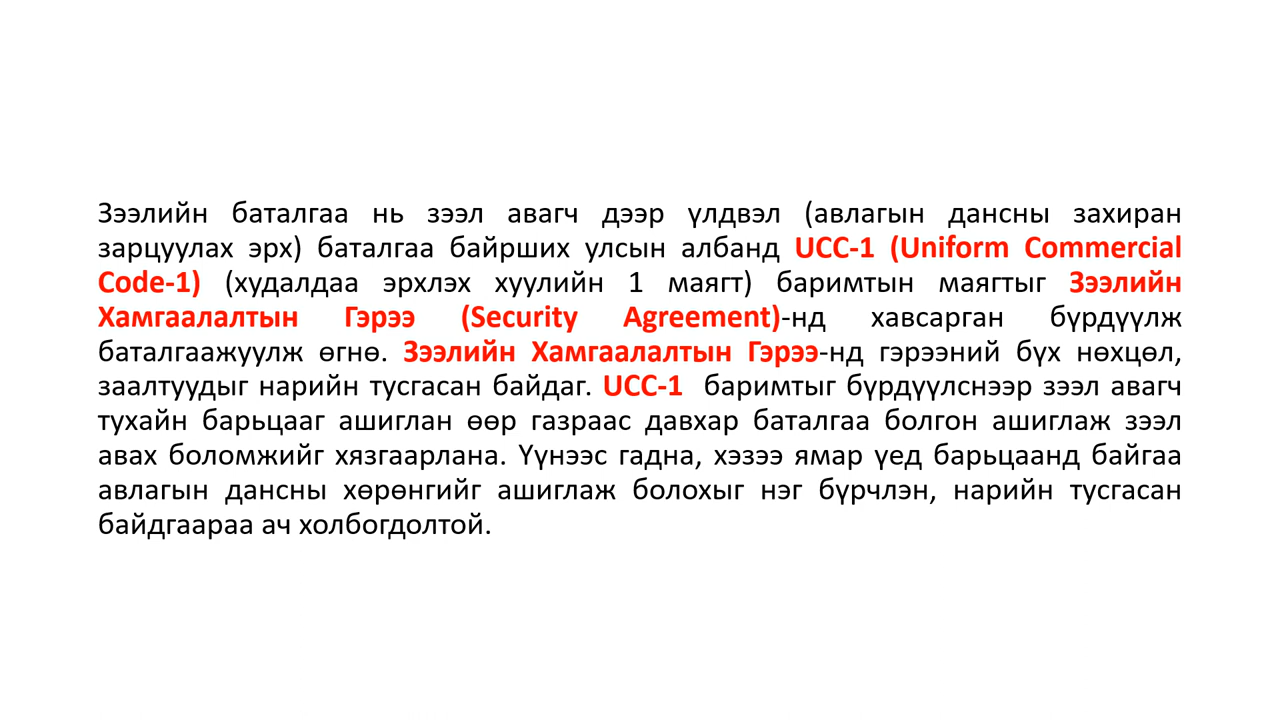 Зээлийн баталгаа нь зээл авагч дээр үлдвэл (авлагын дансны захиран
зарцуулах эрх) баталгаа байрших улсын албанд UCC-1 (Uniform Commercial
Code-1) (худалдаа эрхлэх хуулийн 1 маягт) баримтын маягтыг Зээлийн
Хамгаалалтын Гэрээ (Security Agreement)-нд хавсарган бүрдүүлж
баталгаажуулж өгнө. Зээлийн Хамгаалалтын Гэрээ-нд гэрээний бүх нөхцөл,
заалтуудыг нарийн тусгасан байдаг. UCC-1 баримтыг бүрдүүлснээр зээл авагч
тухайн барьцааг ашиглан өөр газраас давхар баталгаа болгон ашиглаж зээл
авах боломжийг хязгаарлана. Үүнээс гадна, хэзээ ямар үед барьцаанд байгаа
авлагын дансны хөрөнгийг ашиглаж болохыг нэг бүрчлэн, нарийн тусгасан
байдгаараа ач холбогдолтой.